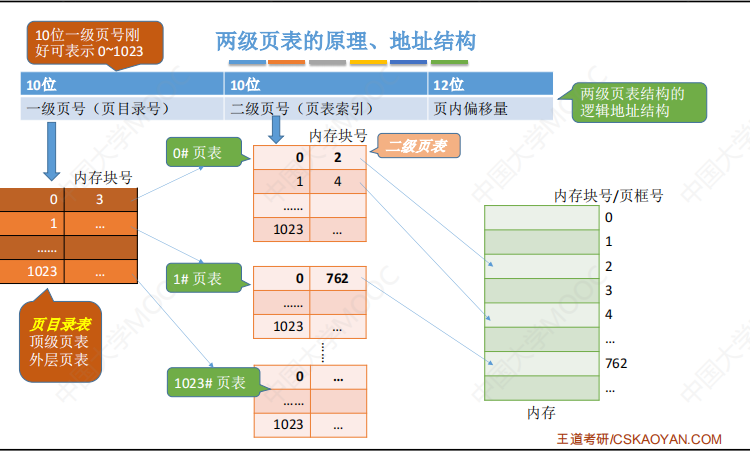 10位一级页号刚
好可表示 0~1023
两级页表的原理、地址结构
10位 10位 12位
一级页号（页目录号） 二级页号（页表索引） 页内偏移量
两级页表结构的
逻辑地址结构
内存块号
0 3
1 …
……
1023 …
页目录表
顶级页表
外层页表
0# 页表
内存块号
二级页表
0 2
1 4
……
1023 …
1# 页表
0 762
……
1023 …
1023# 页表
0 …
……
1023 …
内存块号/页框号
0
1
2
3
4
…
762
…
内存
王道考研/CSKAOYAN.COM
中国大学MOOC